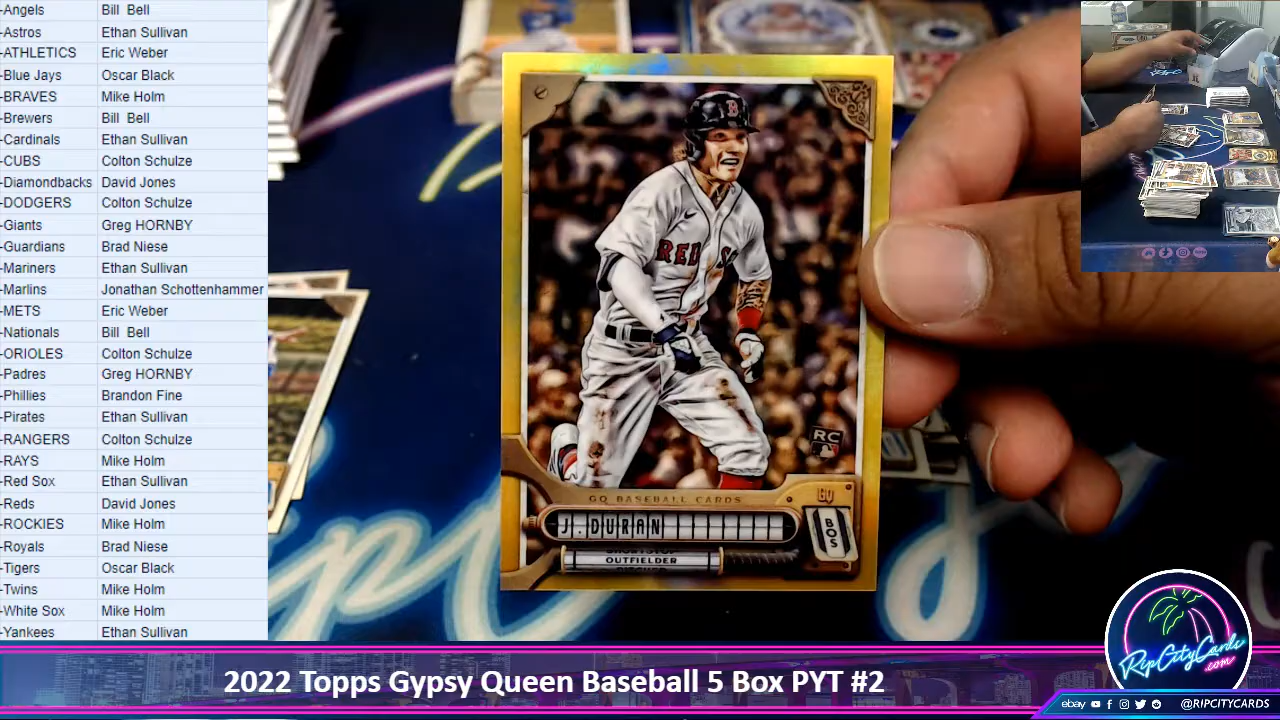 -Angels Bill Bell
-Astros Ethan Sullivan
-ATHLETICS Eric Weber
-Blue Jays Oscar Black
-BRAVES Mike Holm
-Brewers Bill Bell
-Cardinals Ethan Sullivan
-CUBS Colton Schulze
-Diamondbacks David Jones
-DODGERS Colton Schulze
-Giants Greg HORNBY
-Guardians Brad Niese
-Mariners Ethan Sullivan
-Marlins Jonathan Schottenhammer
-METS Eric Weber
-Nationals Bill Bell
-ORIOLES Colton Schulze
-Padres Greg HORNBY
-Phillies Brandon Fine
-Pirates Ethan Sullivan
-RANGERS Colton Schulze
-RAYS Mike Holm
-Red Sox Ethan Sullivan
-Reds David Jones
-ROCKIES Mike Holm
-Royals Brad Niese
-Tigers Oscar Black
-Twins Mike Holm
-White Sox Mike Holm
-Yankees Ethan Sullivan
B
RED S
RC
GQ BASEBALL CARDS
GQ
J. DURAN
BOS
OUTFIELDER
RipCityCards
.com
2022 Topps Gypsy Queen Baseball 5 Box PYT #2
ebay @RIPCITYCARDS